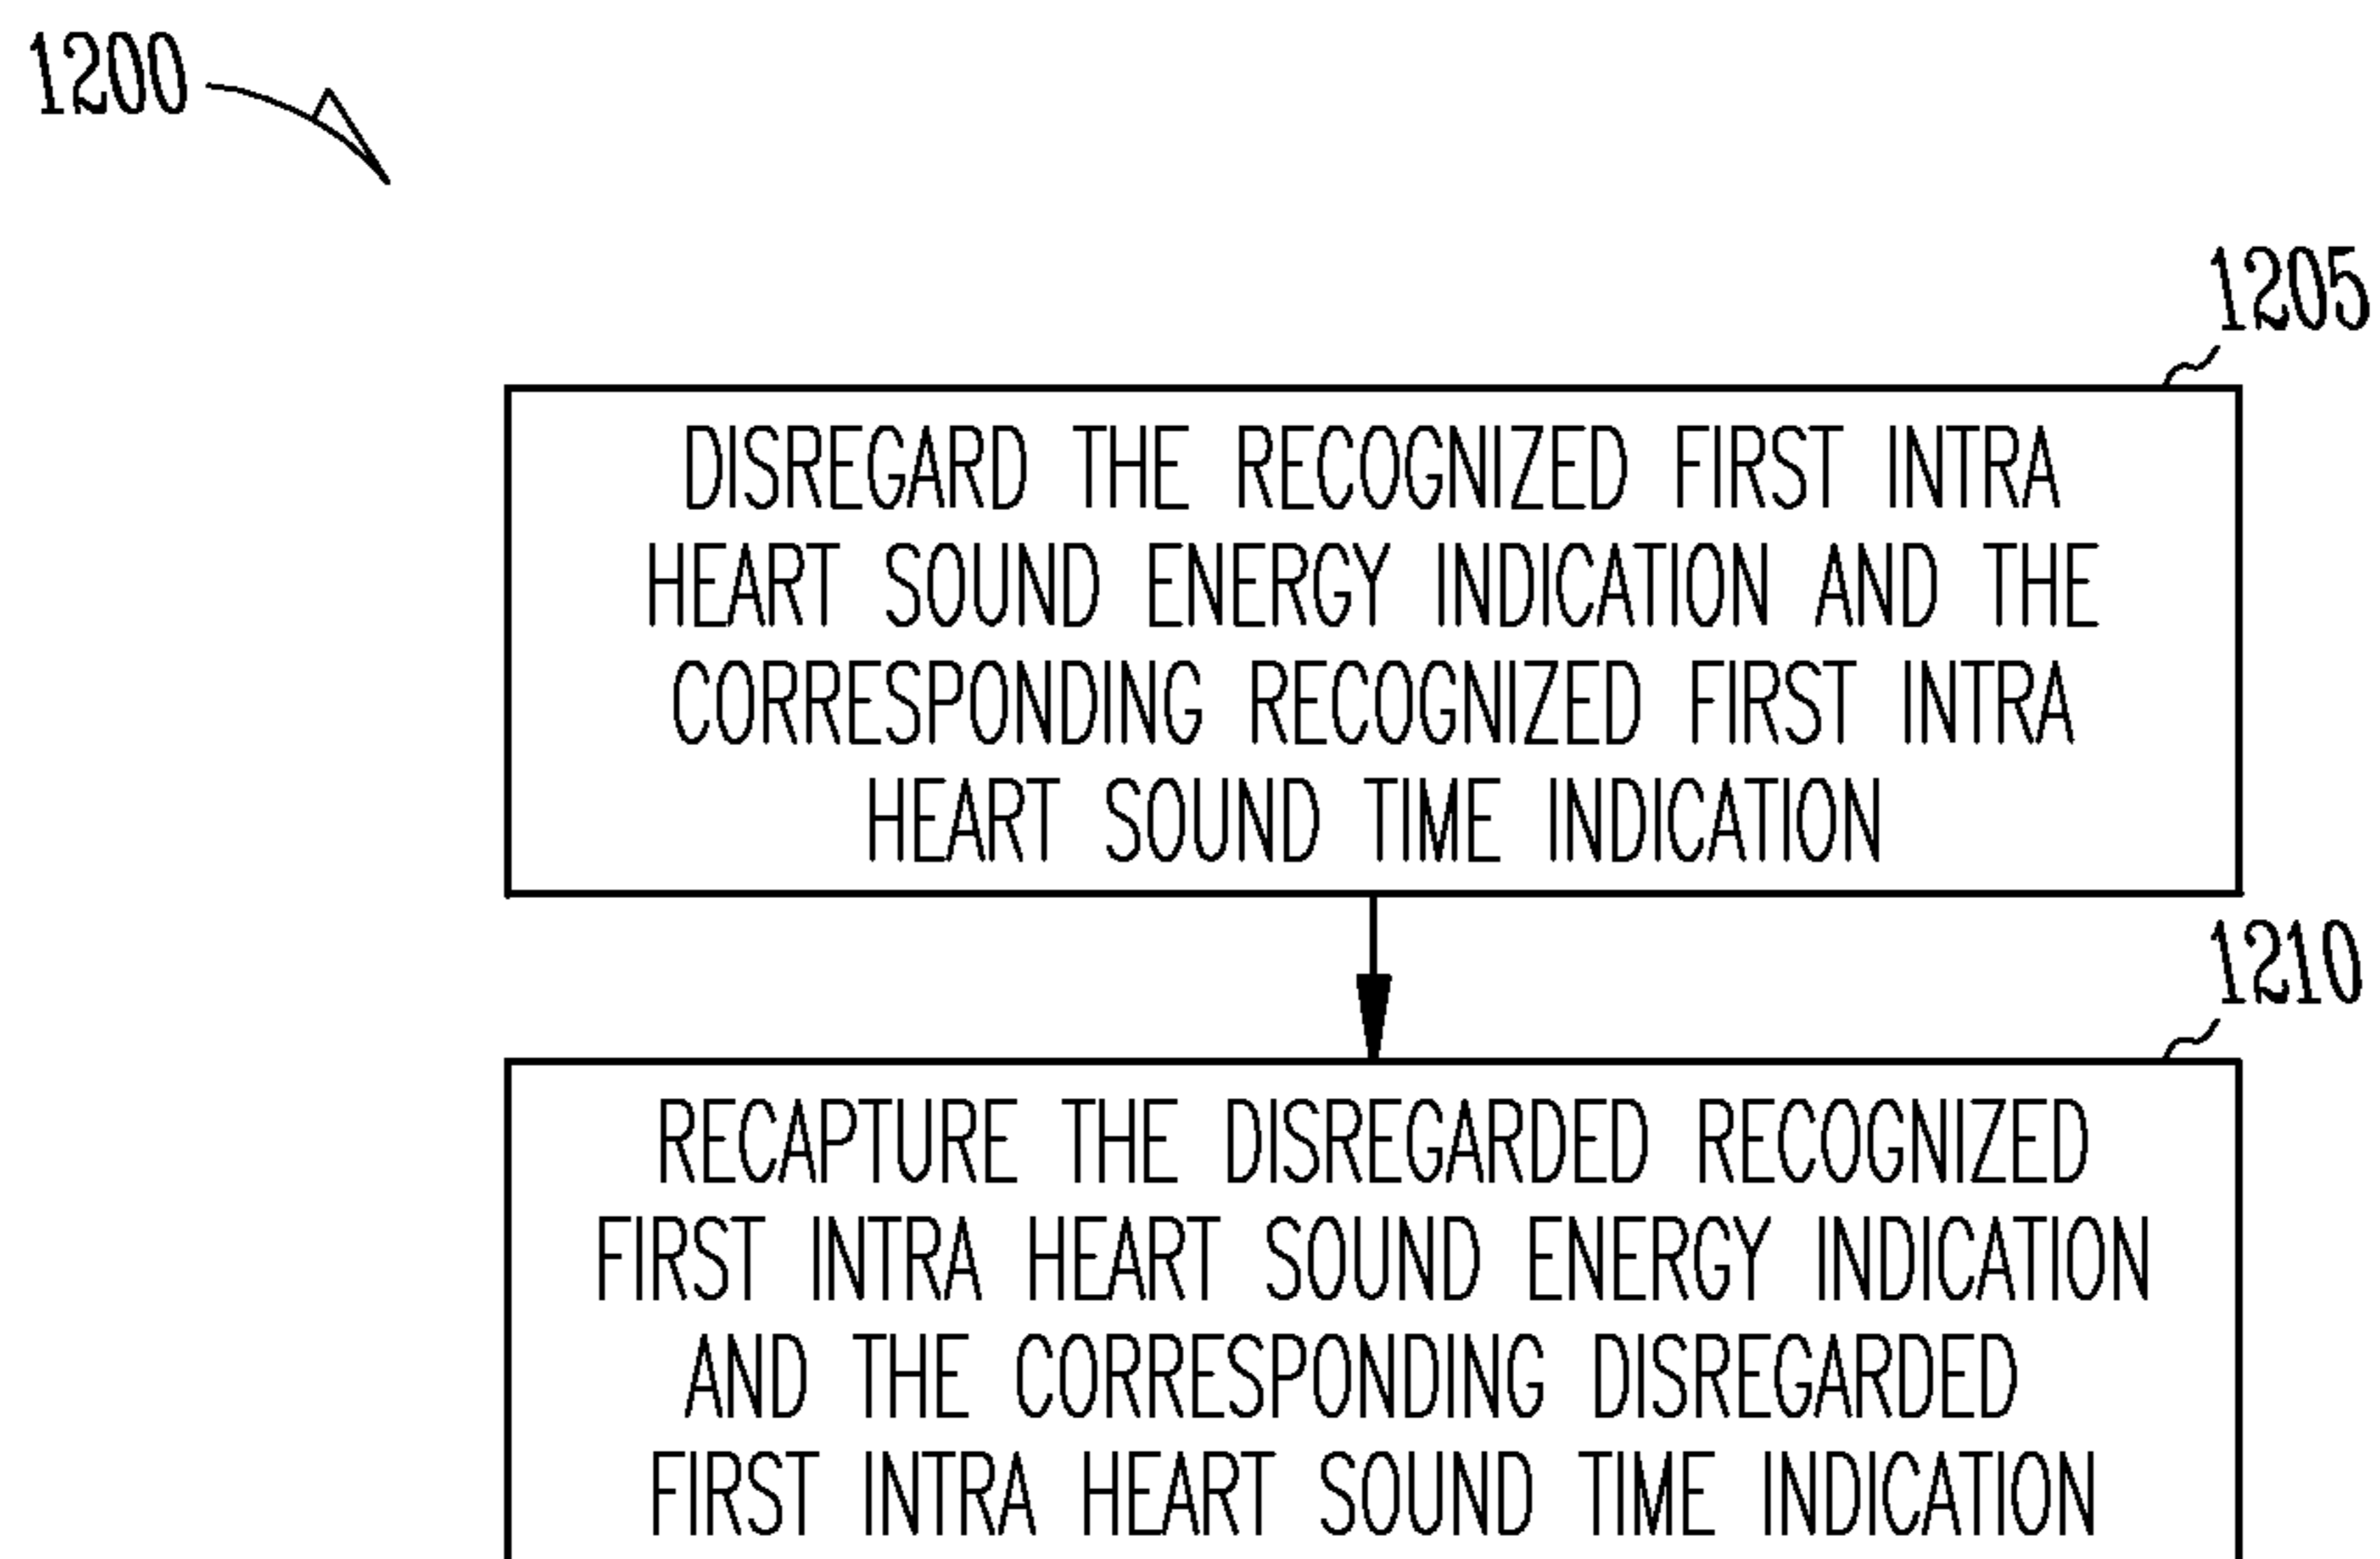 1200
1205
DISREGARD THE RECOGNIZED FIRST INTRA
HEART SOUND ENERGY INDICATION AND THE
CORRESPONDING RECOGNIZED FIRST INTRA
HEART SOUND TIME INDICATION
1210
RECAPTURE THE DISREGARDED RECOGNIZED
FIRST INTRA HEART SOUND ENERGY INDICATION
AND THE CORRESPONDING DISREGARDED
FIRST INTRA HEART SOUND TIME INDICATION